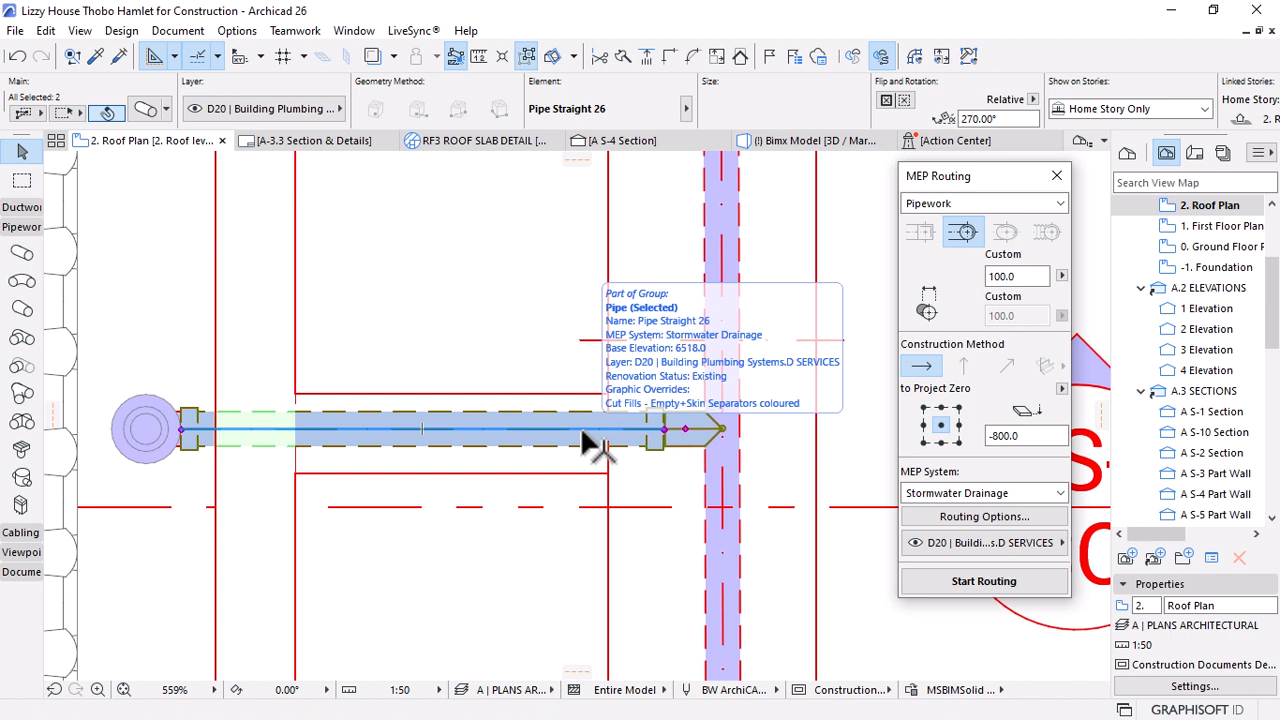 Lizzy House Thobo Hamlet for Construction - Archicad 26
File Edit View Design Document Options Teamwork Window LiveSync® Help
Main:
All Selected: 2
Layer:
D20 | Building Plumbing ...
Geometry Method:
Element:
Pipe Straight 26
Size:
Flip and Rotation:
Relative
270.00°
Show on Stories:
Home Story Only
Linked Stories:
Home Story:
2. R
2. Roof Plan [2. Roof lev...
[A-3.3 Section & Details]
RF3 ROOF SLAB DETAIL [...
[A S-4 Section]
(!) Bimx Model [3D / Mar...
[Action Center]
Ductwo
Pipewor
Cabling
Viewpoi
Docume
Part of Group:
Pipe (Selected)
Name: Pipe Straight 26
MEP System: Stormwater Drainage
Base Elevation: 6518.0
Layer: D20 | Building Plumbing Systems.D SERVICES
Renovation Status: Existing
Graphic Overrides:
Cut Fills - Empty+Skin Separators coloured
MEP Routing
Pipework
Custom
100.0
Custom
100.0
Construction Method
to Project Zero
-800.0
MEP System:
Stormwater Drainage
Routing Options...
D20 | Buildi...s.D SERVICES
Start Routing
Search View Map
2. Roof Plan
1. First Floor Plan
0. Ground Floor P
-1. Foundation
A.2 ELEVATIONS
1 Elevation
2 Elevation
3 Elevation
4 Elevation
A.3 SECTIONS
A S-1 Section
A S-10 Section
A S-2 Section
A S-3 Part Wall
A S-4 Part Wall
A S-5 Part Wall
Properties
2. Roof Plan
A | PLANS ARCHITECTURAL
1:50
Construction Documents De...
Settings...
559%
0.00°
1:50
A | PLANS AR...
Entire Model
BW ArchiCA...
Construction...
MSBIMSolid ...
GRAPHISOFT ID